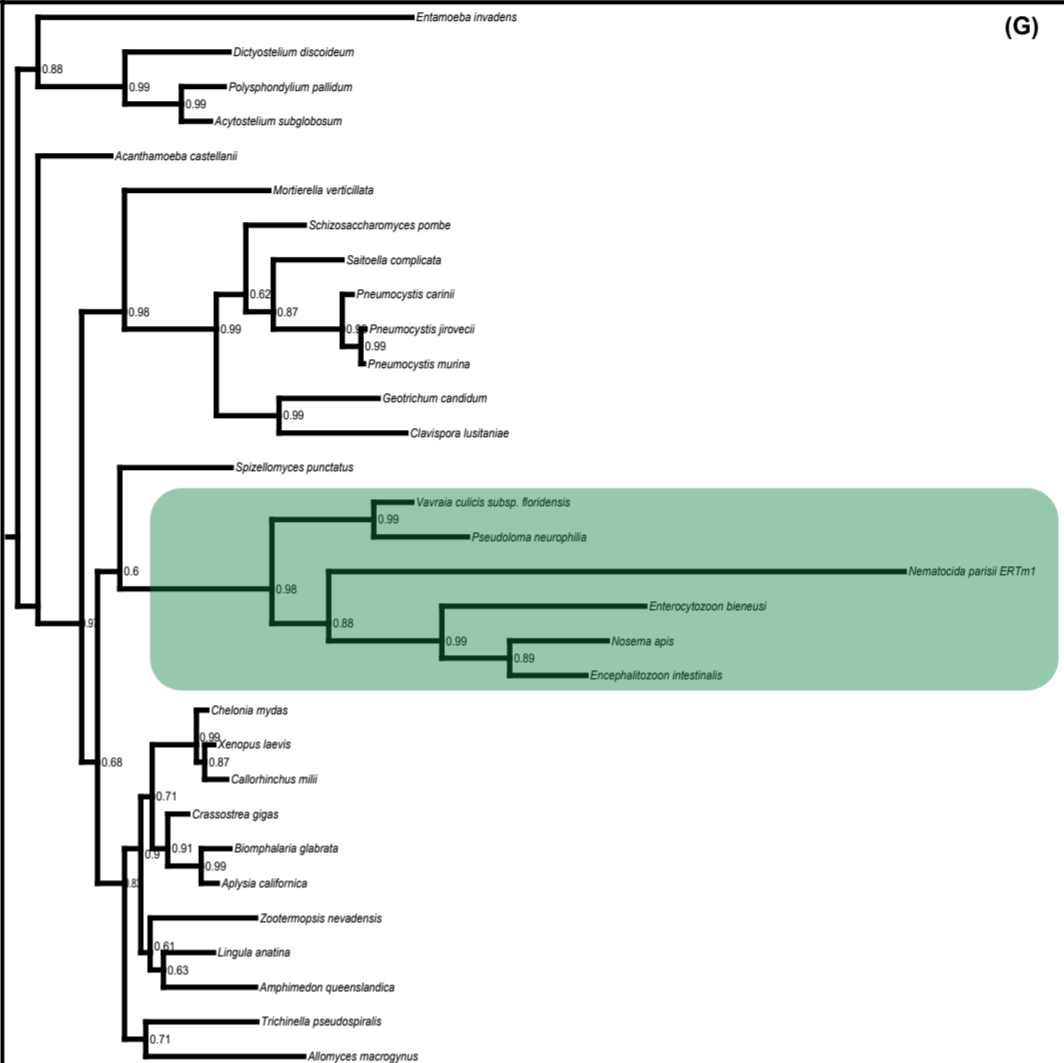 Entamoeba invadens
(G)
Dictyostelium discoideum
0.88
0.99
Polysphondylium pallidum
0.99
Acytostelium subglobosum
Acanthamoeba castellanii
Mortierella verticillata
Schizosaccharomyces pombe
Saitoella complicata
0.62
Pneumocystis carinii
0.98
0.87
0.99
Pneumocystis jirovecii
0.99
Pneumocystis murina
Geotrichum candidum
0.99
Clavispora lusitaniae
Spizellomyces punctatus
Vavraia culicis subsp. floridensis
0.99
Pseudoloma neurophilia
0.6
Nematocida parisii ERTm1
0.98
Enterocytozoon bieneusi
0.88
0.99
Nosema apis
0.89
Encephalitozoon intestinalis
Chelonia mydas
0.99
Xenopus laevis
0.68
0.87
Callorhinchus milii
0.71
Crassostrea gigas
0.9
0.91
Biomphalaria glabrata
0.99
Aplysia californica
Zootermopsis nevadensis
0.61
Lingula anatina
0.63
Amphimedon queenslandica
Trichinella pseudospiralis
0.71
Allomyces macrogynus